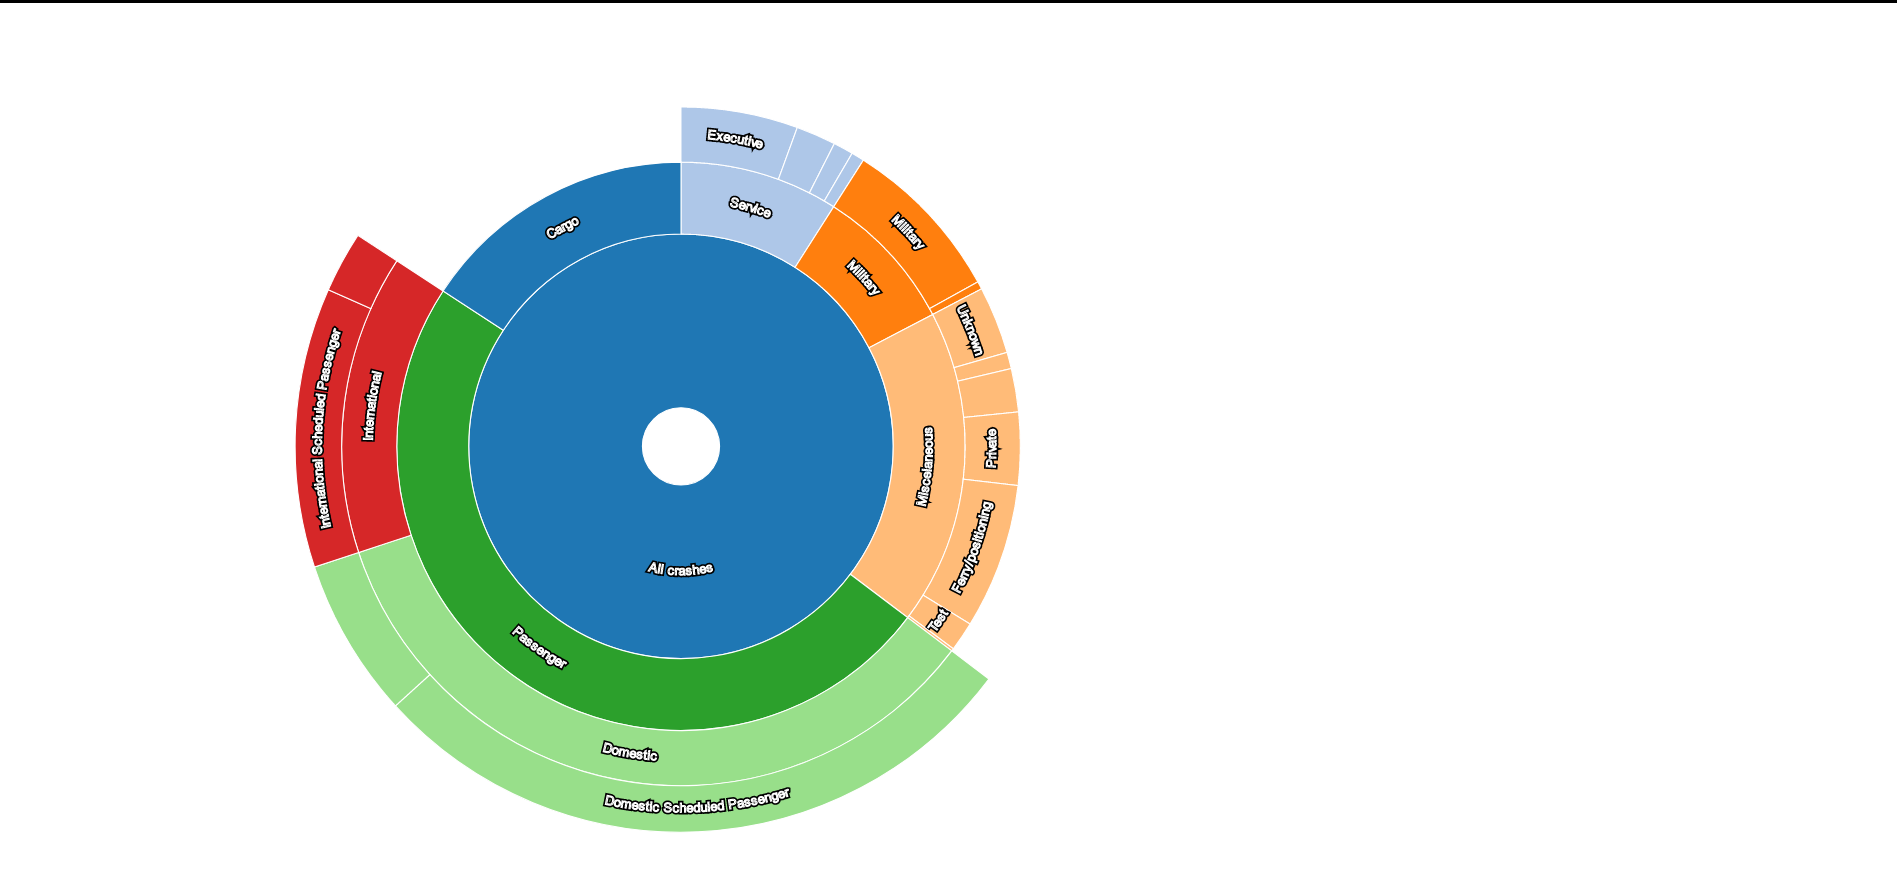 Executive
Service
Cargo
Military
Military
Unknown
International Scheduled Passenger
International
Miscelaneous
Private
Ferry/positioning
All crashes
Test
Passenger
Domestic
Domestic Scheduled Passenger